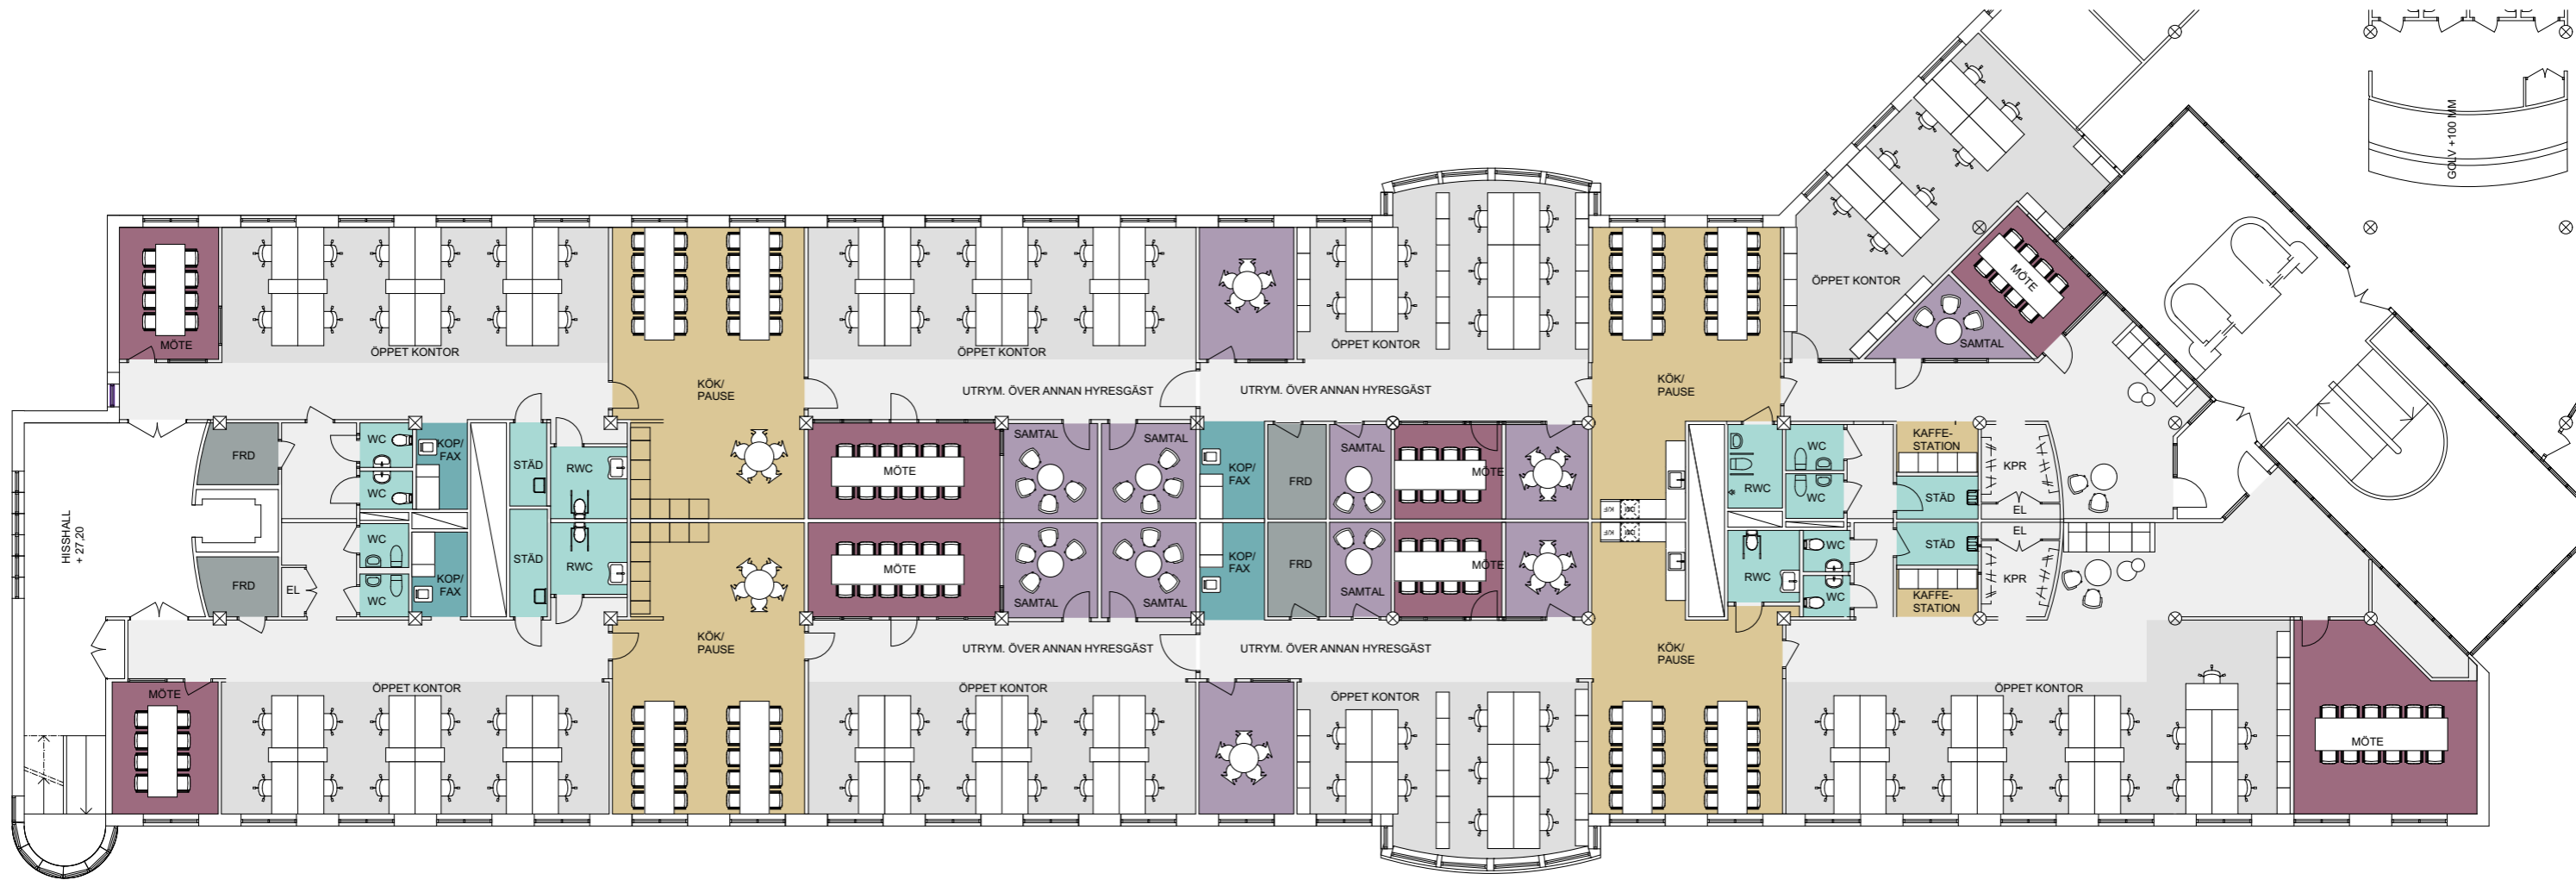 GOLV +100 MM
MÖTE
ÖPPET KONTOR
ÖPPET KONTOR
ÖPPET KONTOR
ÖPPET KONTOR
MÖTE
SAMTAL
KÖK/
PAUSE
UTRYM. ÖVER ANNAN HYRESGÄST
UTRYM. ÖVER ANNAN HYRESGÄST
KÖK/
PAUSE
HISSHALL
+ 27,20
FRD
WC
WC
KOP/
FAX
STÄD
RWC
MÖTE
SAMTAL
SAMTAL
KOP/
FAX
FRD
SAMTAL
MÖTE
RWC
WC
WC
KAFFE-
STATION
STÄD
KPR
EL
FRD
EL
WC
WC
KOP/
FAX
STÄD
RWC
MÖTE
SAMTAL
SAMTAL
KOP/
FAX
FRD
SAMTAL
MÖTE
RWC
WC
WC
STÄD
KAFFE-
STATION
EL
KPR
KÖK/
PAUSE
UTRYM. ÖVER ANNAN HYRESGÄST
UTRYM. ÖVER ANNAN HYRESGÄST
KÖK/
PAUSE
MÖTE
ÖPPET KONTOR
ÖPPET KONTOR
ÖPPET KONTOR
ÖPPET KONTOR
MÖTE